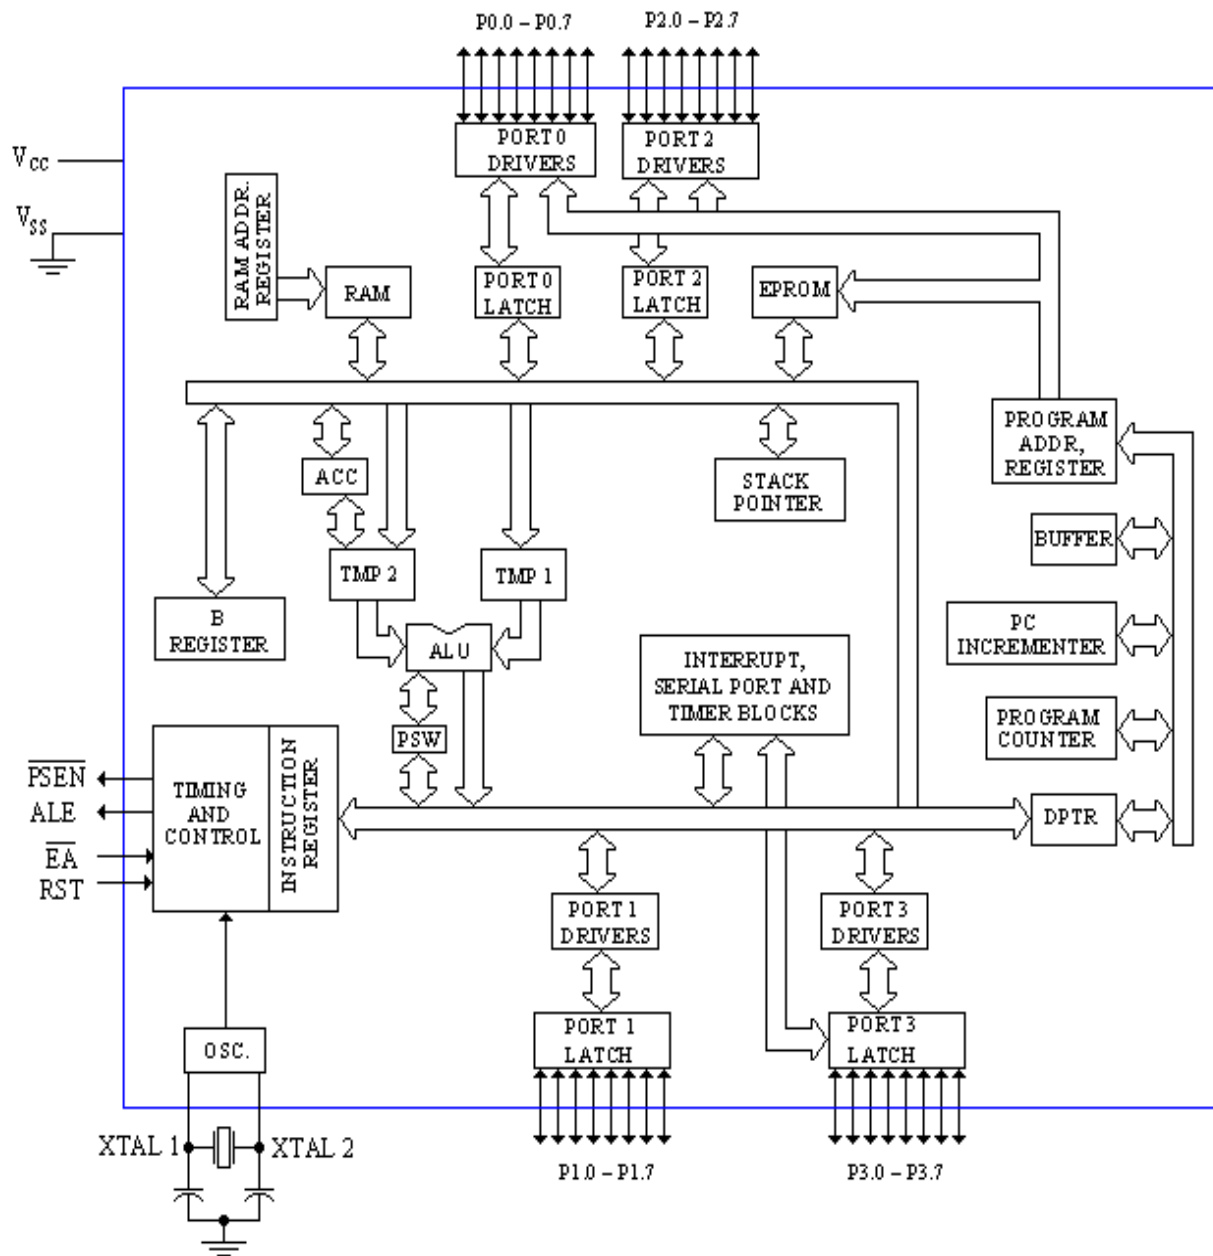 P0.0 – P0.7
P2.0 – P2.7
PORT 0
DRIVERS
PORT 2
DRIVERS
VCC
VSS
RAM ADDR.
REGISTER
RAM
PORT 0
LATCH
PORT 2
LATCH
EPROM
PROGRAM
ADDR,
REGISTER
ACC
STACK
POINTER
BUFFER
TMP 2
TMP 1
B
REGISTER
ALU
PC
INCREMENTER
INTERRUPT,
SERIAL PORT AND
TIMER BLOCKS
PSW
PROGRAM
COUNTER
PSEN
ALE
EA
RST
TIMING
AND
CONTROL
INSTRUCTION
REGISTER
DPTR
PORT 1
DRIVERS
PORT 3
DRIVERS
PORT 1
LATCH
PORT 3
LATCH
OSC.
XTAL 1
XTAL 2
P1.0 – P1.7
P3.0 – P3.7